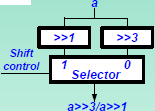 a
>>1 >>3
Shift
control
1 0
Selector
a>>3/a>>1